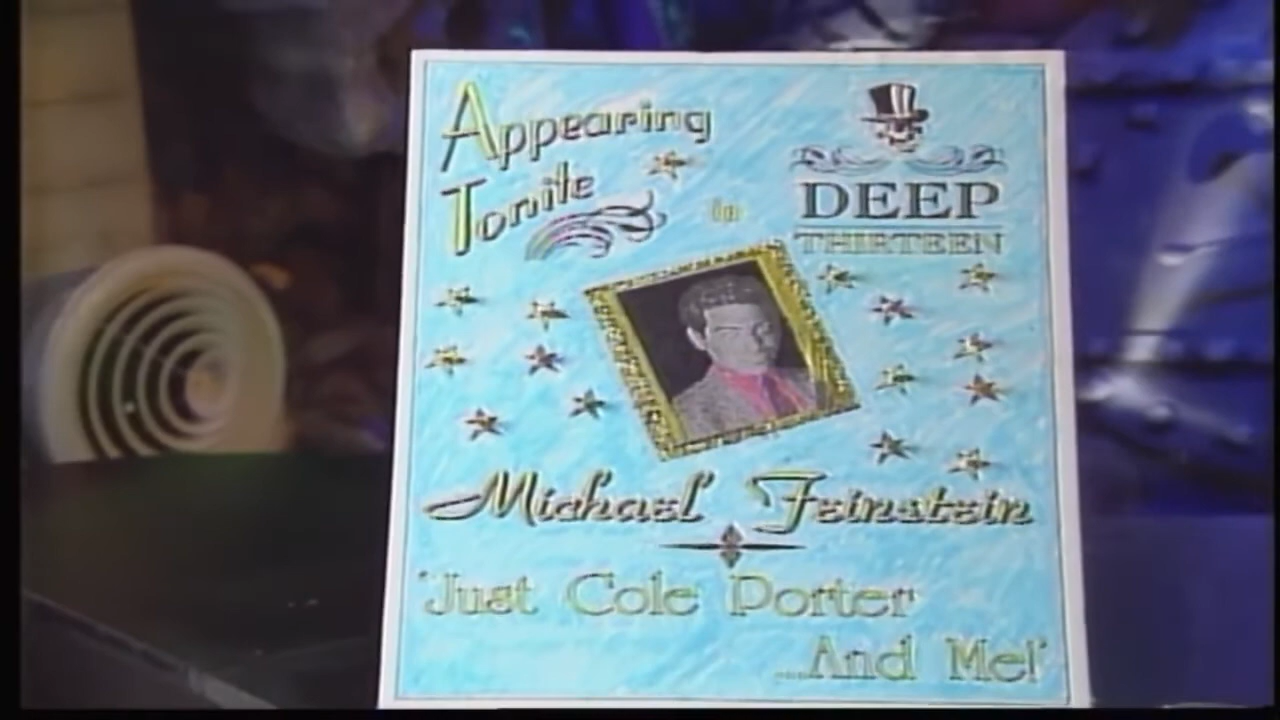 Appearing
Tonite
in
DEEP
THIRTEEN
Michael Feinstein
"Just Cole Porter
....And Me!"